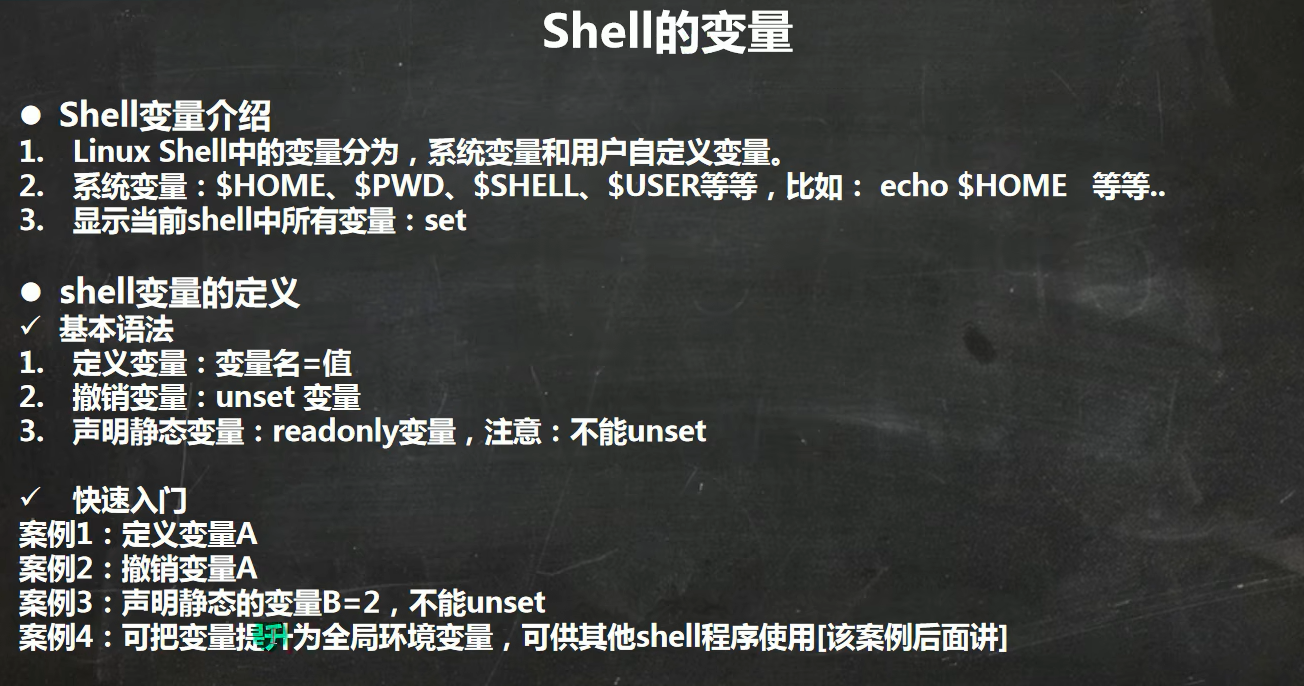 Shell的变量
● Shell变量介绍
1. Linux Shell中的变量分为，系统变量和用户自定义变量。
2. 系统变量：$HOME、$PWD、$SHELL、$USER等等，比如： echo $HOME 等等..
3. 显示当前shell中所有变量：set
● shell变量的定义
✓ 基本语法
1. 定义变量：变量名=值
2. 撤销变量：unset 变量
3. 声明静态变量：readonly变量，注意：不能unset
✓ 快速入门
案例1：定义变量A
案例2：撤销变量A
案例3：声明静态的变量B=2，不能unset
案例4：可把变量提升为全局环境变量，可供其他shell程序使用[该案例后面讲]